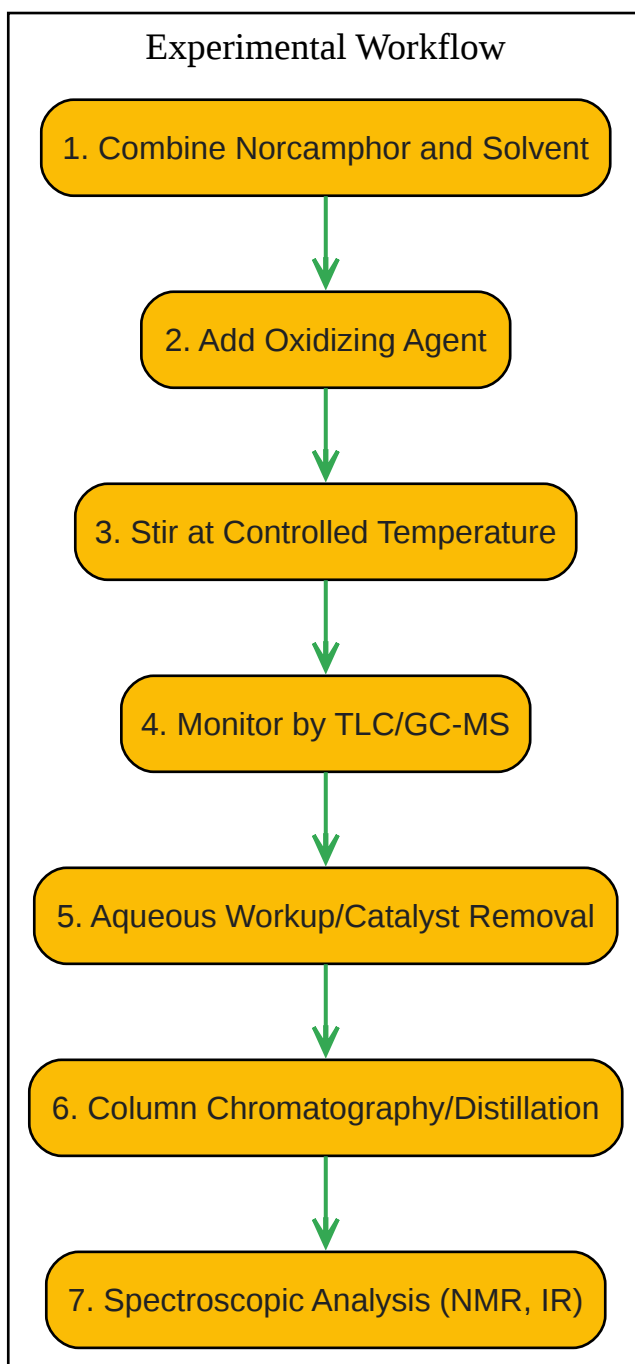 Experimental Workflow
1. Combine Norcamphor and Solvent
2. Add Oxidizing Agent
3. Stir at Controlled Temperature
4. Monitor by TLC/GC-MS
5. Aqueous Workup/Catalyst Removal
6. Column Chromatography/Distillation
7. Spectroscopic Analysis (NMR, IR)